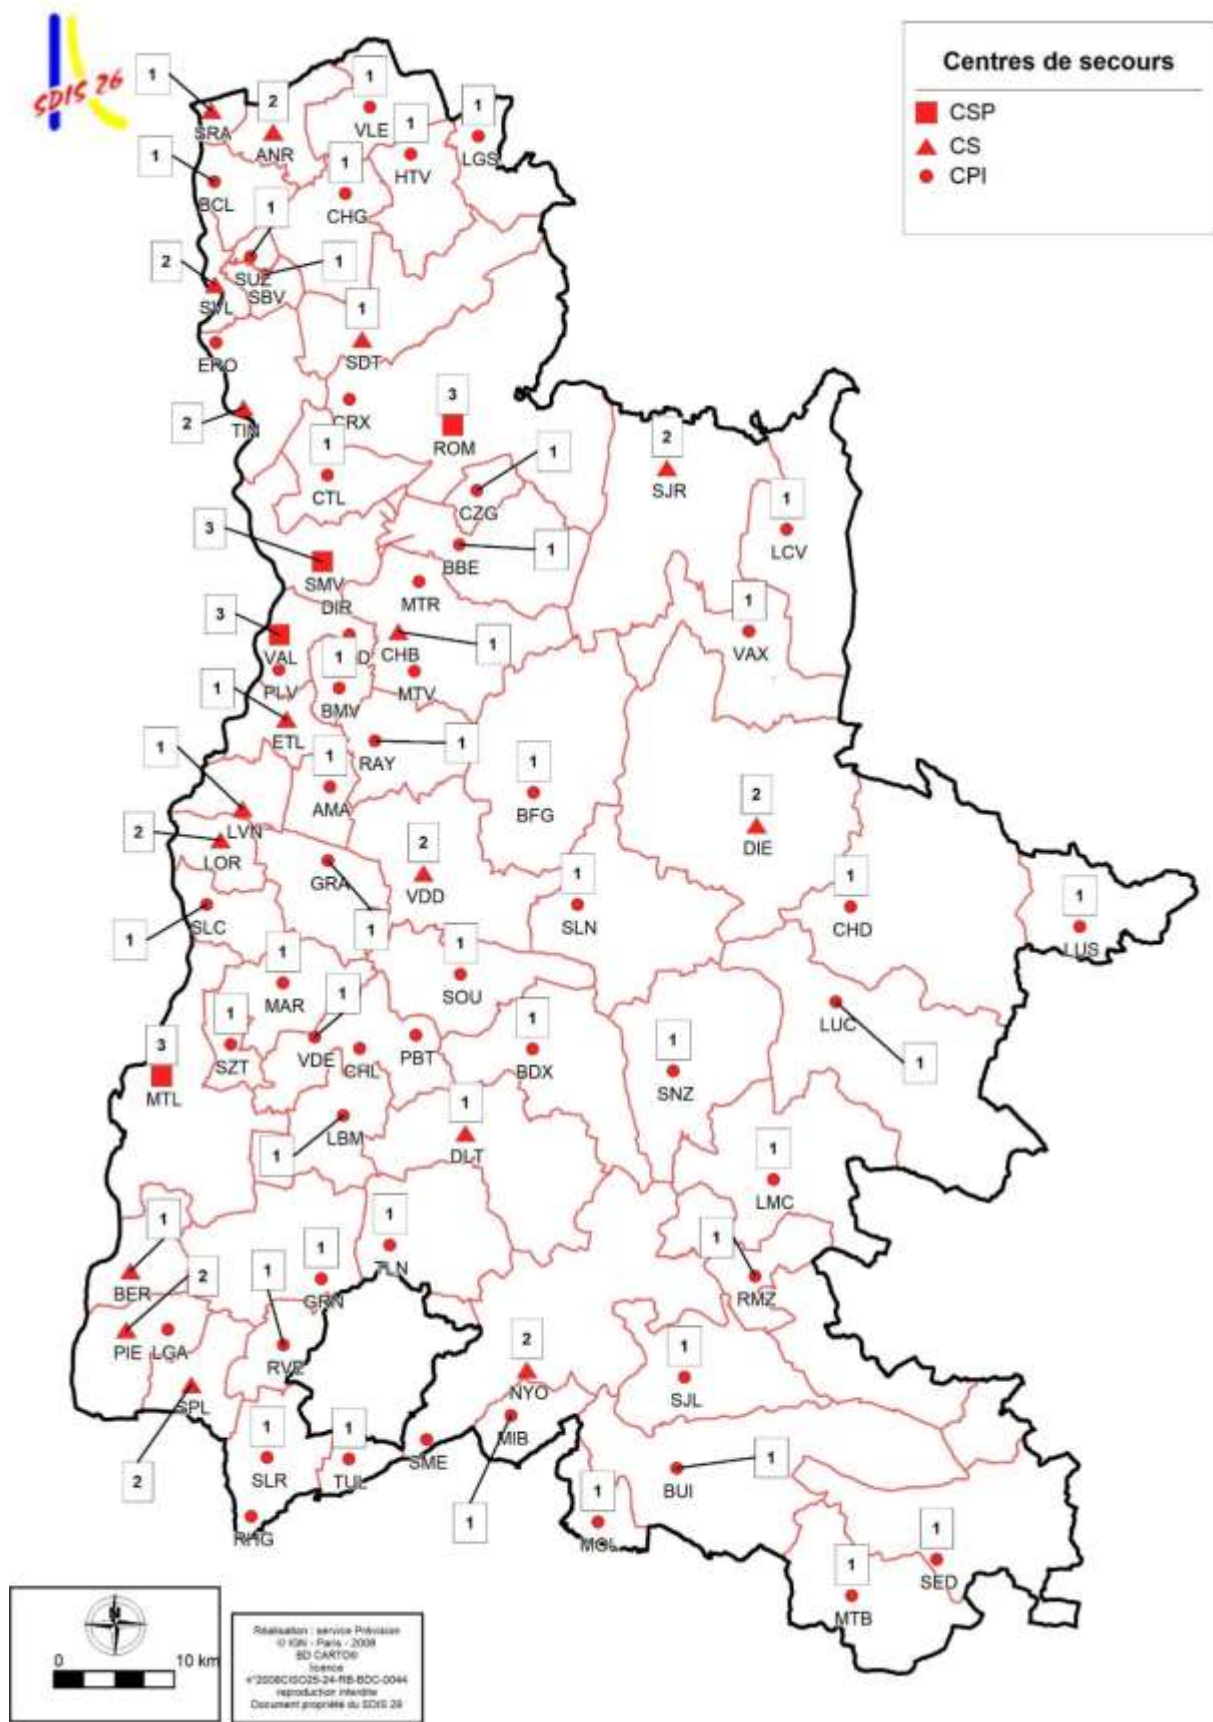 SDIS 26
Centres de secours
CSP
CS
CPI
1
SRA
2
ANR
1
VLE
1
HTV
1
LGS
1
BCL
1
CHG
1
SUZ
1
SBV
2
SVL
ERO
1
SDT
2
TIN
CRX
3
ROM
1
CTL
1
CZG
2
SJR
1
LCV
3
SMV
1
BBE
DIR
MTR
3
VAL
PLV
D
1
CHB
MTV
1
BMV
1
VAX
1
ETL
1
RAY
1
LVN
1
AMA
1
BFG
2
DIE
2
LOR
GRA
1
2
VDD
1
SLC
1
SLN
1
CHD
1
LUS
1
MAR
1
SOU
1
SZT
1
VDE
CRL
PBT
1
BDX
1
SNZ
LUC
1
3
MTL
1
LBM
1
DLT
1
LMC
1
BER
1
TLN
1
GRN
1
RMZ
2
PIE
LGA
1
RVE
2
NYO
1
SJL
SPL
2
1
SLR
1
TUL
SME
MIB
1
BUI
1
RHG
1
1
SED
1
MTB
N
0 10 km
Réalisation : service Prévision
© IGN - Paris - 2008
BD CARTO®
licence
reproduction interdite
Document propriété du SDIS 26